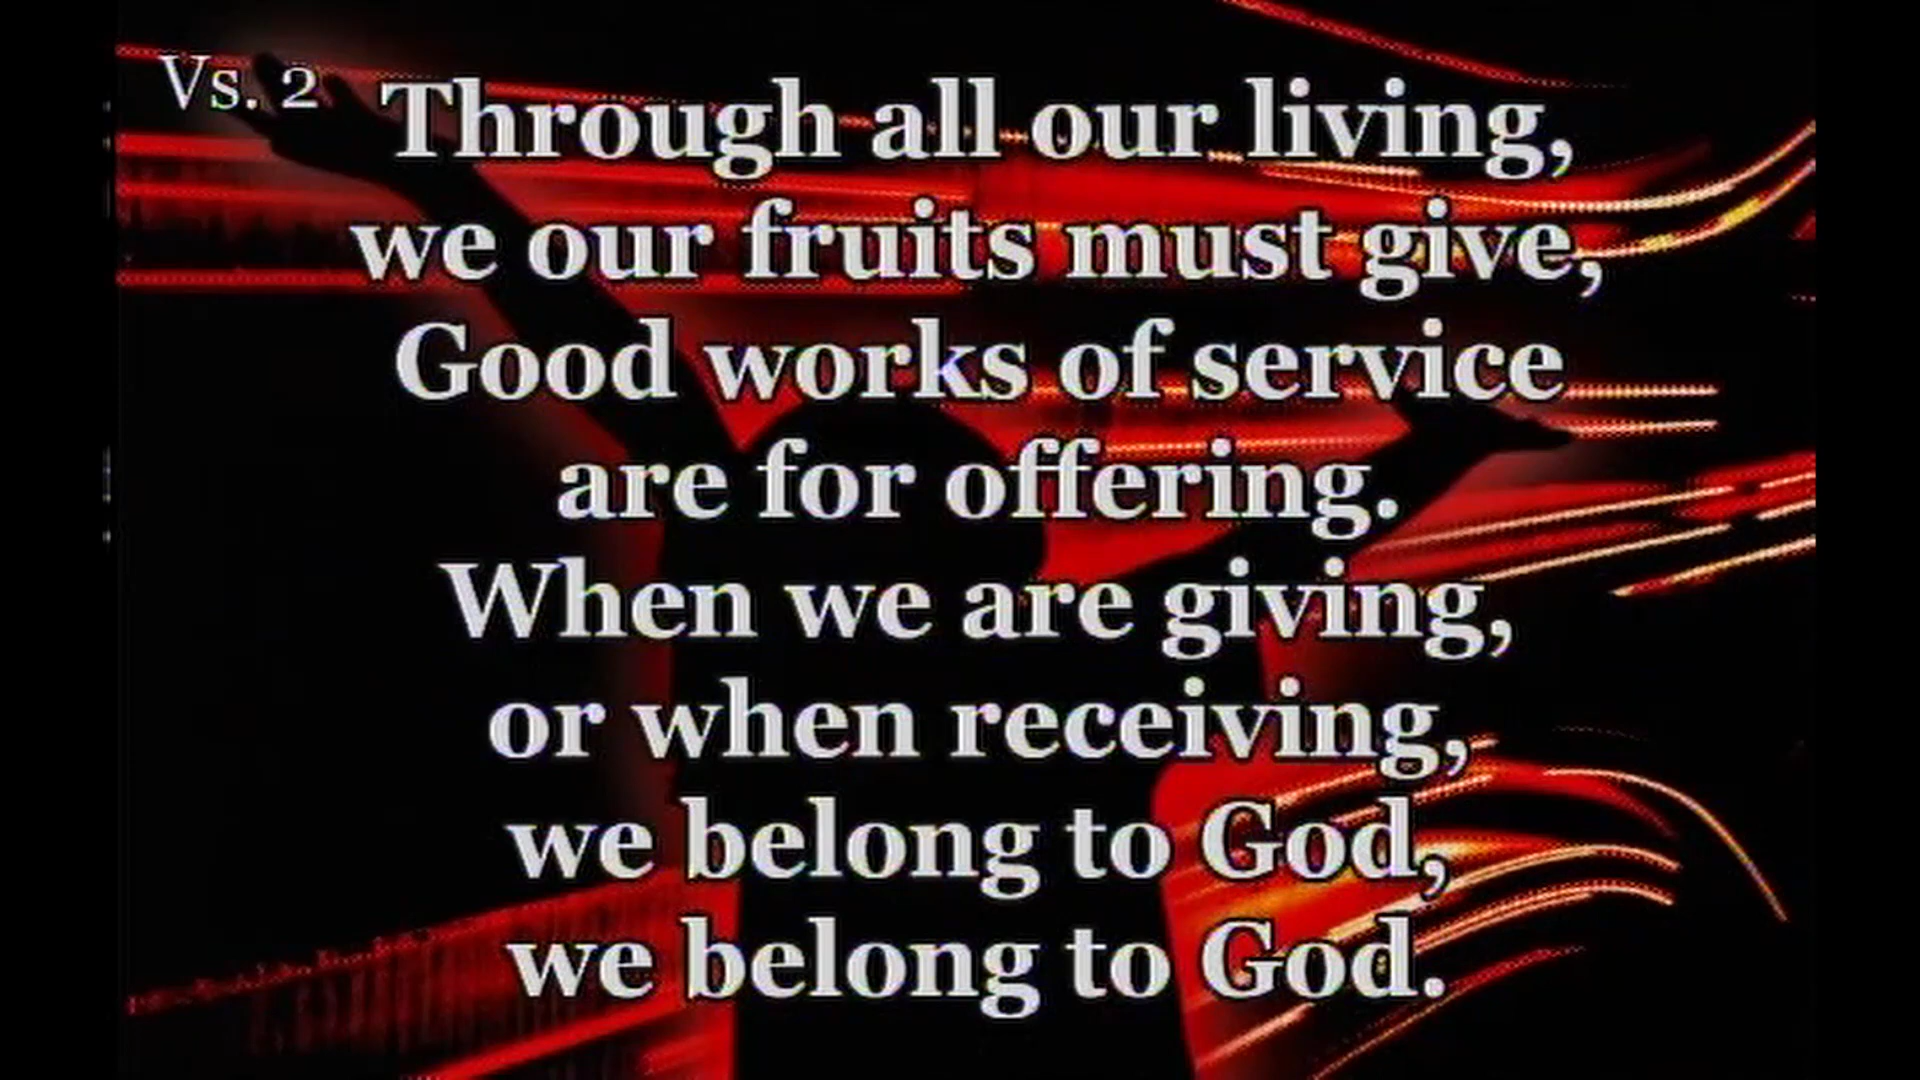 Vs. 2
Through all our living,
we our fruits must give,
Good works of service
are for offering.
When we are giving,
or when receiving,
we belong to God,
we belong to God.